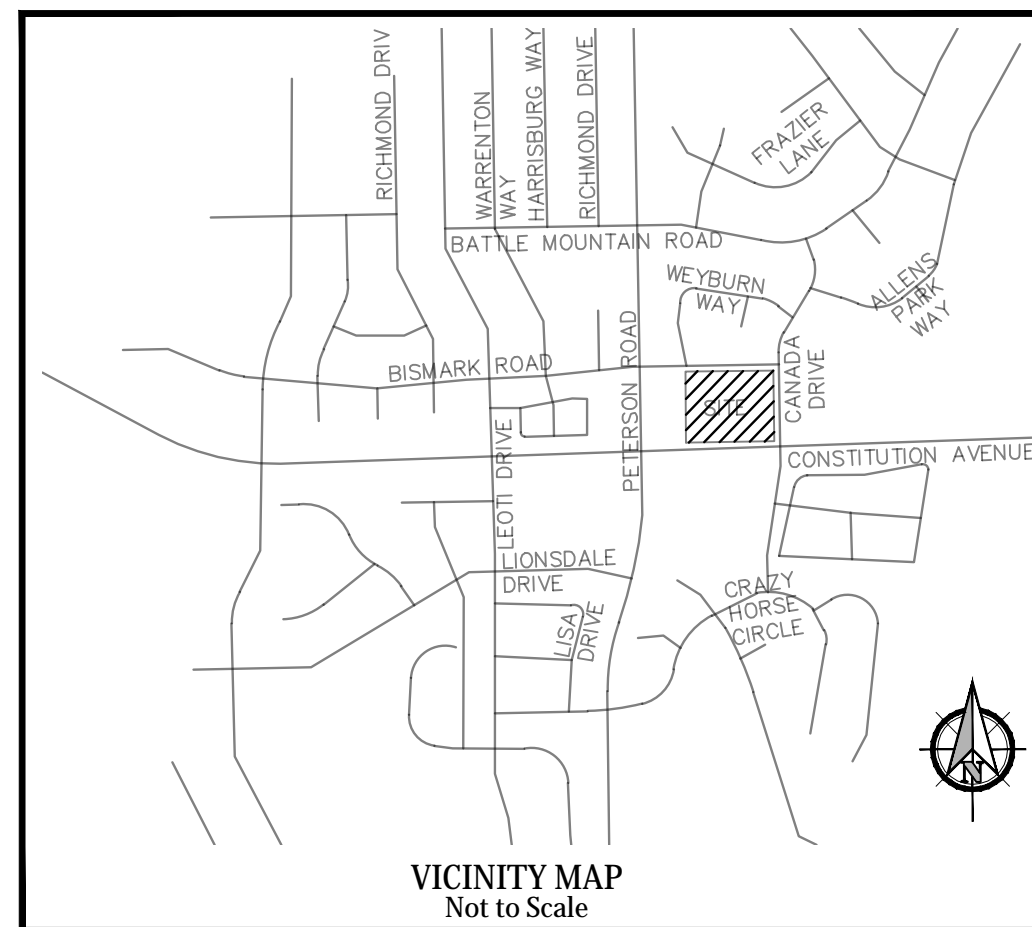 RICHMOND DRIV
WARRENTON
WAY
HARRISBURG WAY
RICHMOND DRIVE
FRAZIER
LANE
BATTLE MOUNTAIN ROAD
WEYBURN
WAY
ALLENS
PARK
WAY
BISMARK ROAD
PETERSON ROAD
SITE
CANADA
DRIVE
LEOTI DRIVE
CONSTITUTION AVENUE
LIONSDALE
DRIVE
LISA
DRIVE
CRAZY
HORSE
CIRCLE
N
VICINITY MAP
Not to Scale